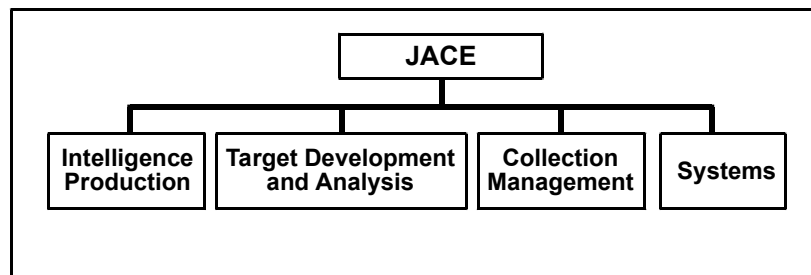 JACE
Intelligence
Production
Target Development
and Analysis
Collection
Management
Systems